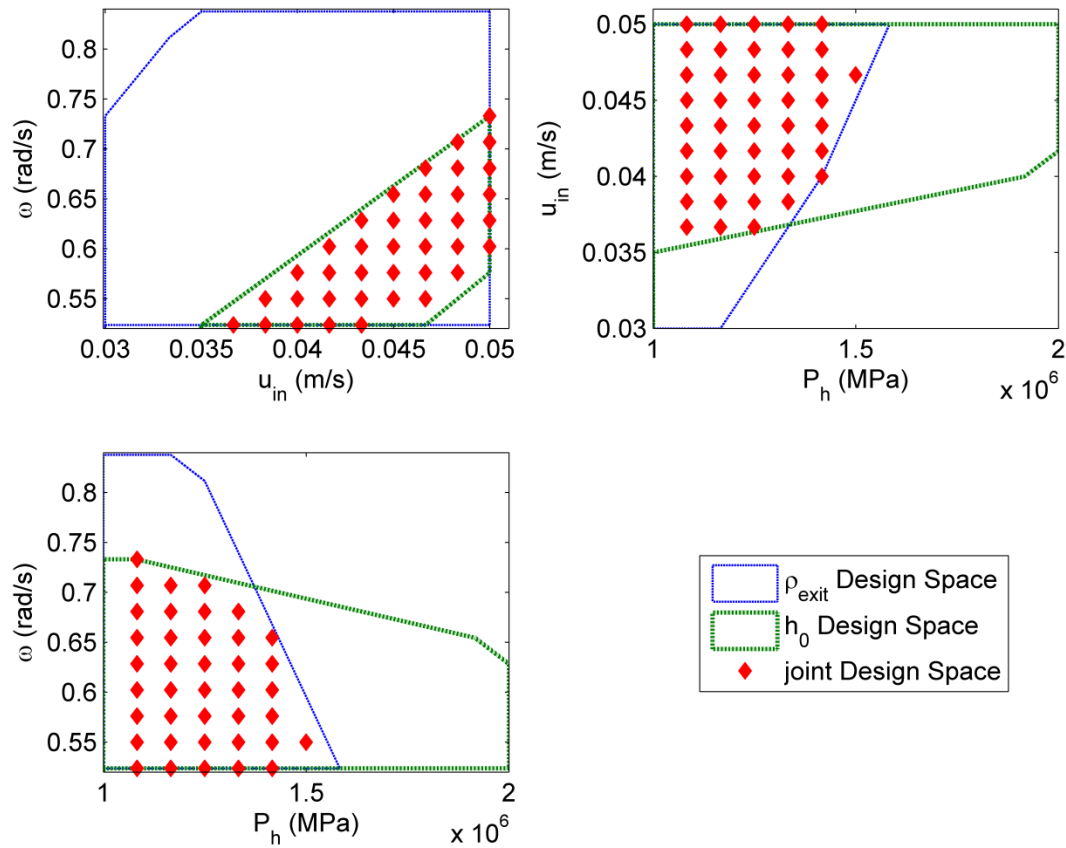 0.8
0.75
0.7
0.65
0.6
0.55
0.03 0.035 0.04 0.045 0.05
u_in (m/s)
ω (rad/s)
0.05
0.045
0.04
0.035
0.03
1 1.5 2
x 10^6
P_h (MPa)
u_in (m/s)
0.8
0.75
0.7
0.65
0.6
0.55
1 1.5 2
x 10^6
P_h (MPa)
ω (rad/s)
ρ_exit Design Space
h_0 Design Space
joint Design Space